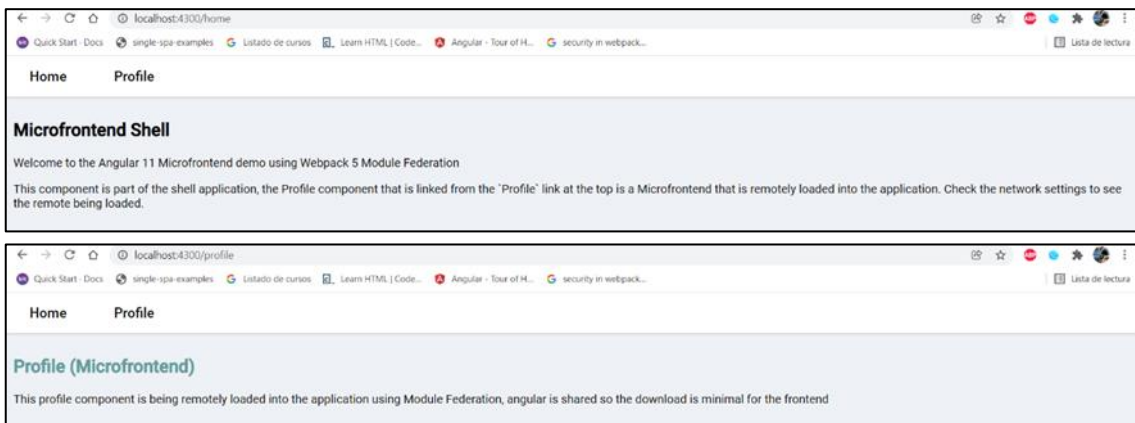 localhost:4300/home
Quick Start · Docs single-spa-examples Listado de cursos Learn HTML | Code... Angular - Tour of H... security in webpack... Lista de lectura
Home Profile
Microfrontend Shell
Welcome to the Angular 11 Microfrontend demo using Webpack 5 Module Federation
This component is part of the shell application, the Profile component that is linked from the `Profile` link at the top is a Microfrontend that is remotely loaded into the application. Check the network settings to see
the remote being loaded.
localhost:4300/profile
Quick Start · Docs single-spa-examples Listado de cursos Learn HTML | Code... Angular - Tour of H... security in webpack... Lista de lectura
Home Profile
Profile (Microfrontend)
This profile component is being remotely loaded into the application using Module Federation, angular is shared so the download is minimal for the frontend